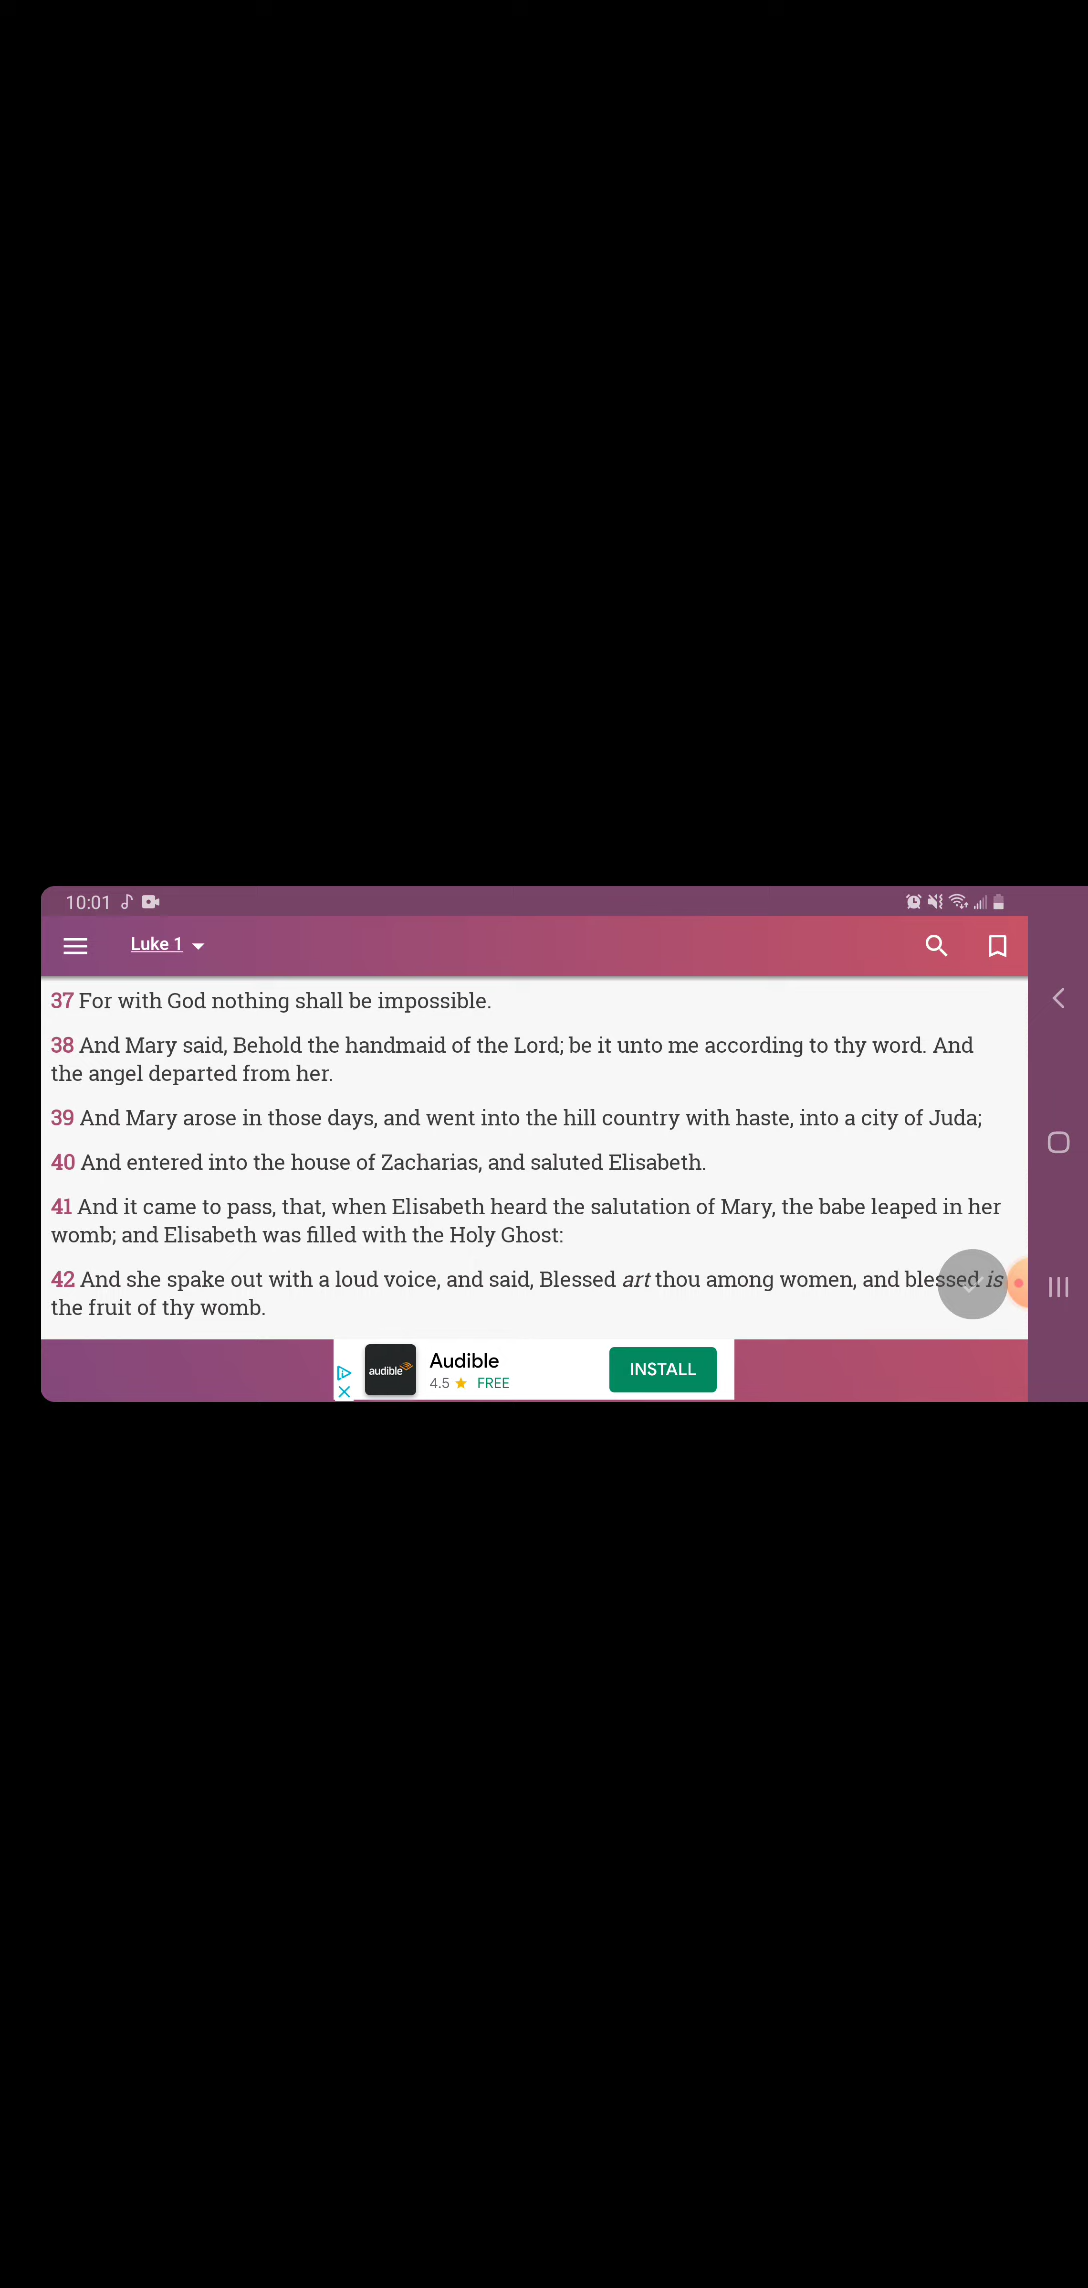 10:01
Luke 1
37 For with God nothing shall be impossible.
38 And Mary said, Behold the handmaid of the Lord; be it unto me according to thy word. And
the angel departed from her.
39 And Mary arose in those days, and went into the hill country with haste, into a city of Juda;
40 And entered into the house of Zacharias, and saluted Elisabeth.
41 And it came to pass, that, when Elisabeth heard the salutation of Mary, the babe leaped in her
womb; and Elisabeth was filled with the Holy Ghost:
42 And she spake out with a loud voice, and said, Blessed art thou among women, and blessed is
the fruit of thy womb.
audible
Audible
4.5 FREE
INSTALL